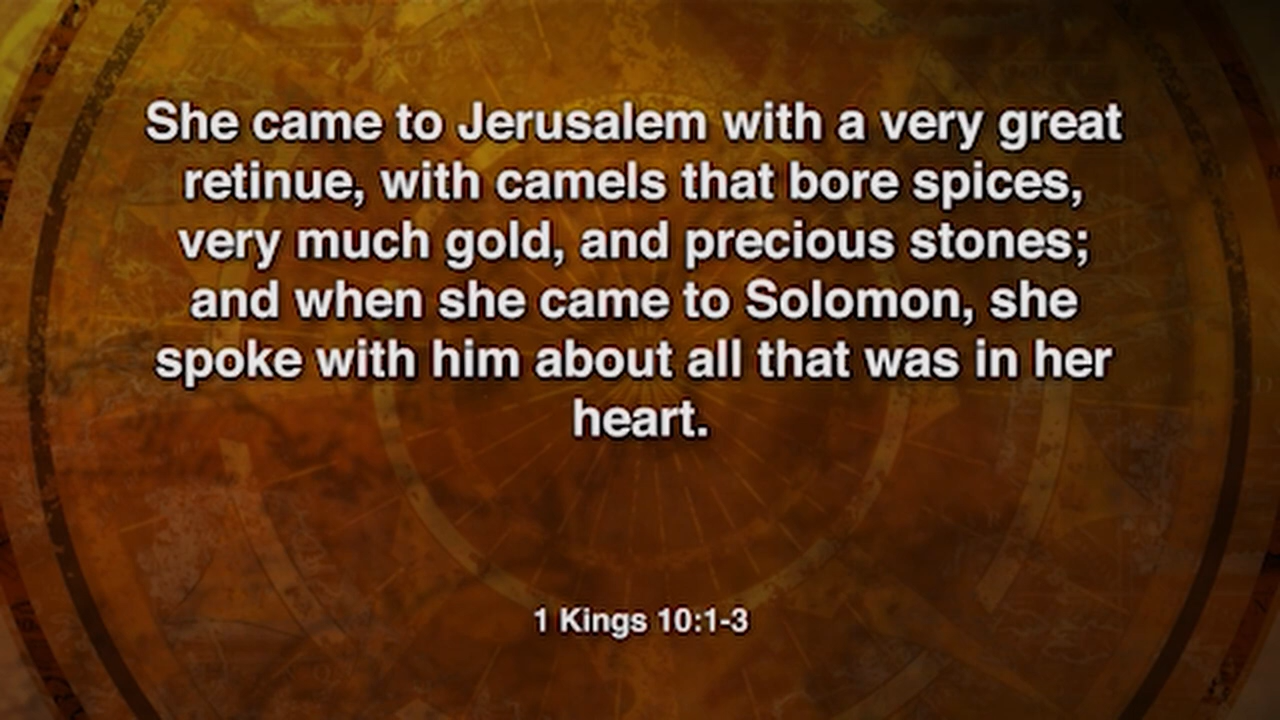 She came to Jerusalem with a very great
retinue, with camels that bore spices,
very much gold, and precious stones;
and when she came to Solomon, she
spoke with him about all that was in her
heart.
1 Kings 10:1-3